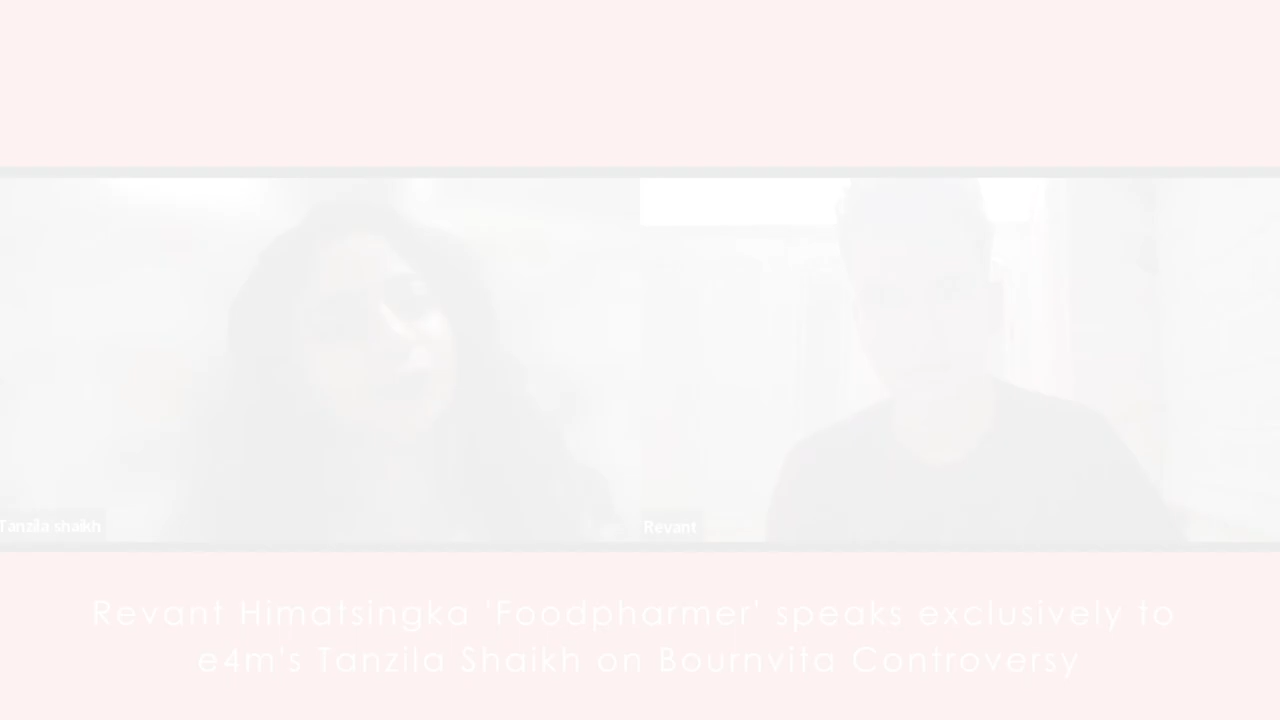 Tanzila shaikh
Revant
Revant Himatsingka 'Foodpharmer' speaks exclusively to
e4m's Tanzila Shaikh on Bournvita Controversy